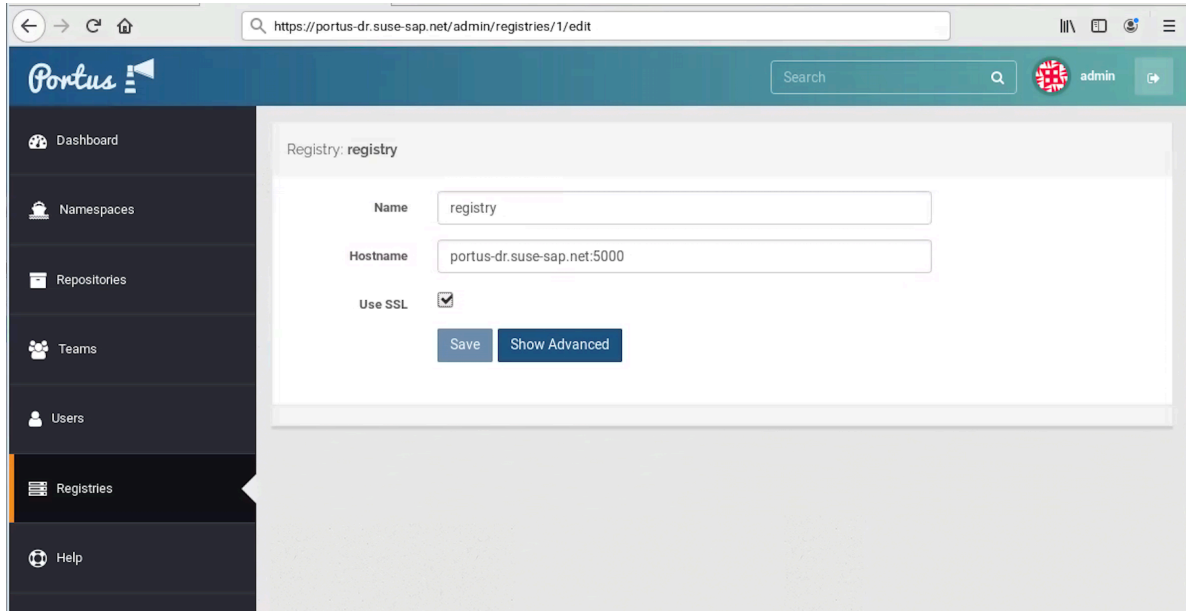 https://portus-dr.suse-sap.net/admin/registries/1/edit
Portus
Search
admin
Dashboard
Namespaces
Repositories
Teams
Users
Registries
Help
Registry: registry
Name registry
Hostname portus-dr.suse-sap.net:5000
Use SSL
Save Show Advanced